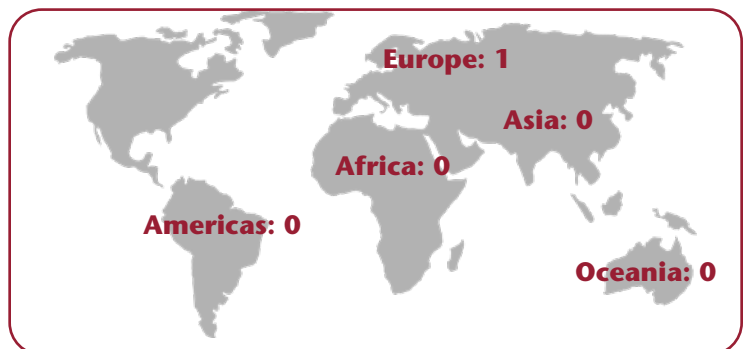 Europe: 1
Asia: 0
Africa: 0
Americas: 0
Oceania: 0